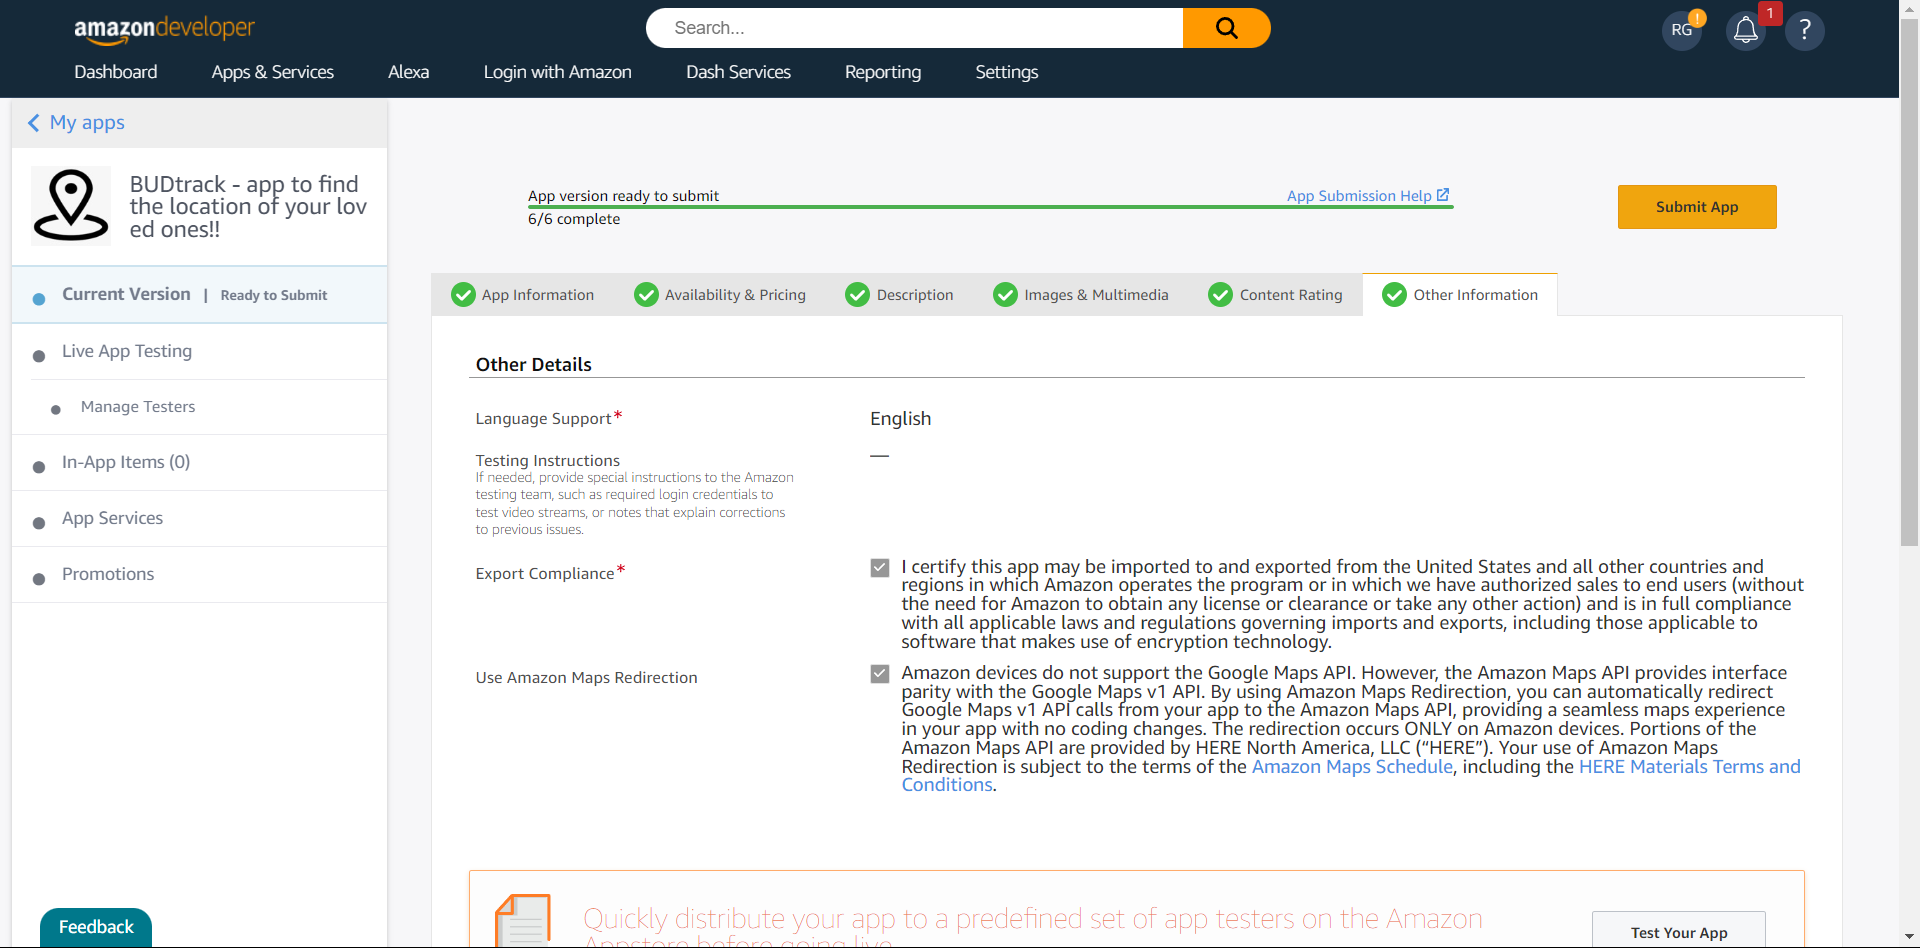 amazondeveloper
Search...
RG
!
1
?
Dashboard
Apps & Services
Alexa
Login with Amazon
Dash Services
Reporting
Settings
My apps
BUDtrack - app to find
the location of your lov
ed ones!!
Current Version | Ready to Submit
Live App Testing
Manage Testers
In-App Items (0)
App Services
Promotions
Feedback
App version ready to submit
App Submission Help
6/6 complete
Submit App
App Information
Availability & Pricing
Description
Images & Multimedia
Content Rating
Other Information
Other Details
Language Support*
English
Testing Instructions
—
If needed, provide special instructions to the Amazon
testing team, such as required login credentials to
test video streams, or notes that explain corrections
to previous issues.
Export Compliance*
I certify this app may be imported to and exported from the United States and all other countries and
regions in which Amazon operates the program or in which we have authorized sales to end users (without
the need for Amazon to obtain any license or clearance or take any other action) and is in full compliance
with all applicable laws and regulations governing imports and exports, including those applicable to
software that makes use of encryption technology.
Use Amazon Maps Redirection
Amazon devices do not support the Google Maps API. However, the Amazon Maps API provides interface
parity with the Google Maps v1 API. By using Amazon Maps Redirection, you can automatically redirect
Google Maps v1 API calls from your app to the Amazon Maps API, providing a seamless maps experience
in your app with no coding changes. The redirection occurs ONLY on Amazon devices. Portions of the
Amazon Maps API are provided by HERE North America, LLC (“HERE”). Your use of Amazon Maps
Redirection is subject to the terms of the Amazon Maps Schedule, including the HERE Materials Terms and
Conditions.
Quickly distribute your app to a predefined set of app testers on the Amazon
Appstore before going live
Test Your App